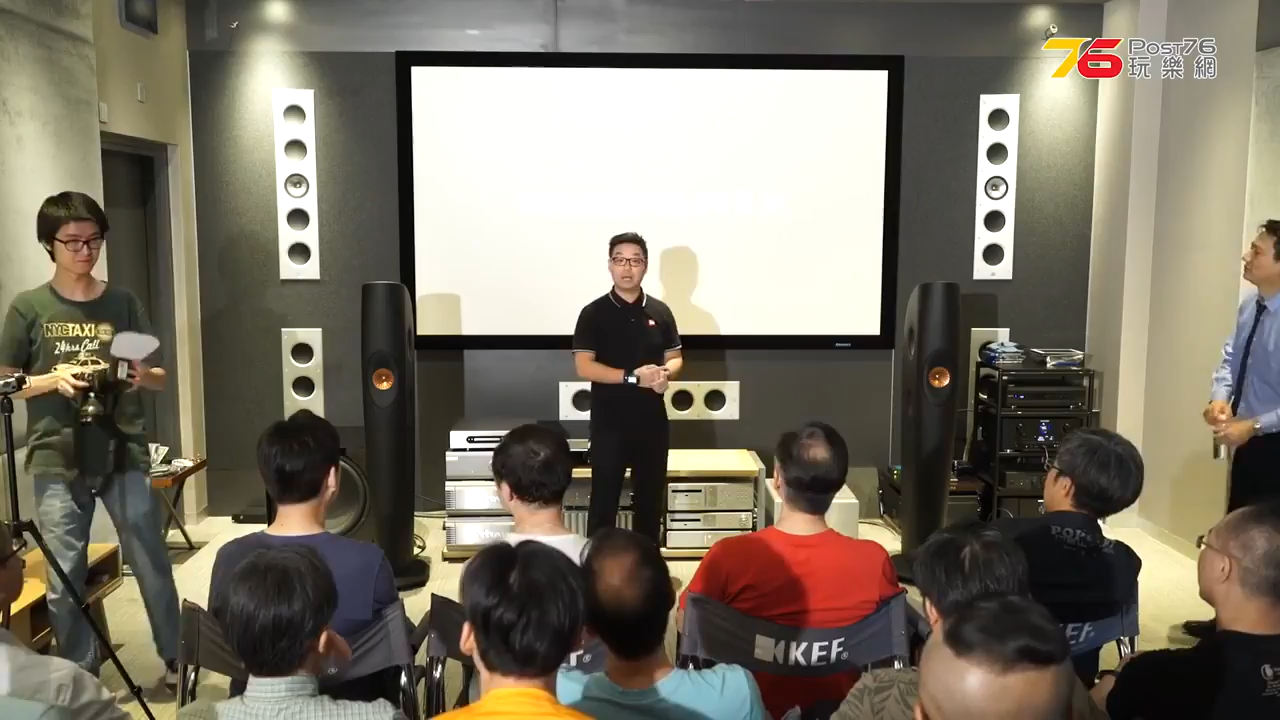 76 Post76
玩樂網
NYC TAXI
24hrs Call
KEF
KEF